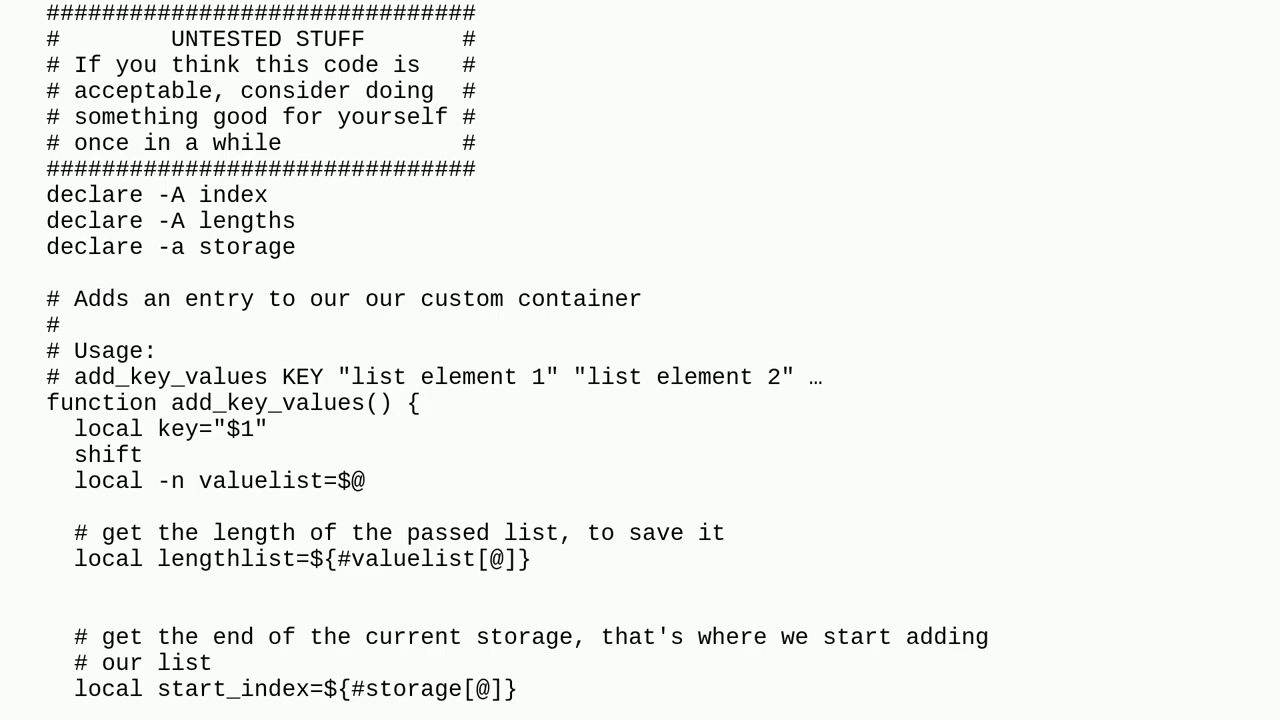 ###############################
#        UNTESTED STUFF       #
# If you think this code is   #
# acceptable, consider doing  #
# something good for yourself #
# once in a while             #
###############################
declare -A index
declare -A lengths
declare -a storage

# Adds an entry to our our custom container
#
# Usage:
# add_key_values KEY "list element 1" "list element 2" …
function add_key_values() {
  local key="$1"
  shift
  local -n valuelist=$@

  # get the length of the passed list, to save it
  local lengthlist=${#valuelist[@]}


  # get the end of the current storage, that's where we start adding
  # our list
  local start_index=${#storage[@]}